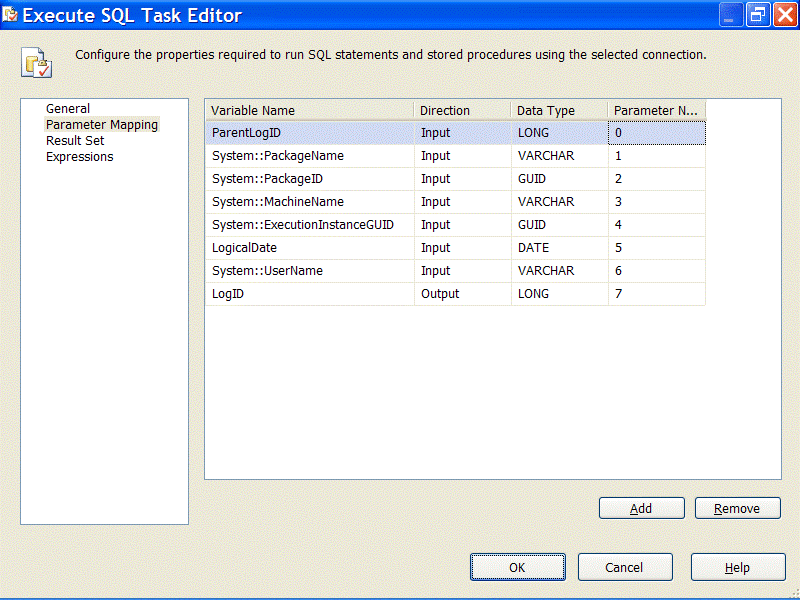 Execute SQL Task Editor
Configure the properties required to run SQL statements and stored procedures using the selected connection.
General
Parameter Mapping
Result Set
Expressions
Variable Name Direction Data Type Parameter N...
ParentLogID Input LONG 0
System::PackageName Input VARCHAR 1
System::PackageID Input GUID 2
System::MachineName Input VARCHAR 3
System::ExecutionInstanceGUID Input GUID 4
LogicalDate Input DATE 5
System::UserName Input VARCHAR 6
LogID Output LONG 7
Add Remove
OK Cancel Help